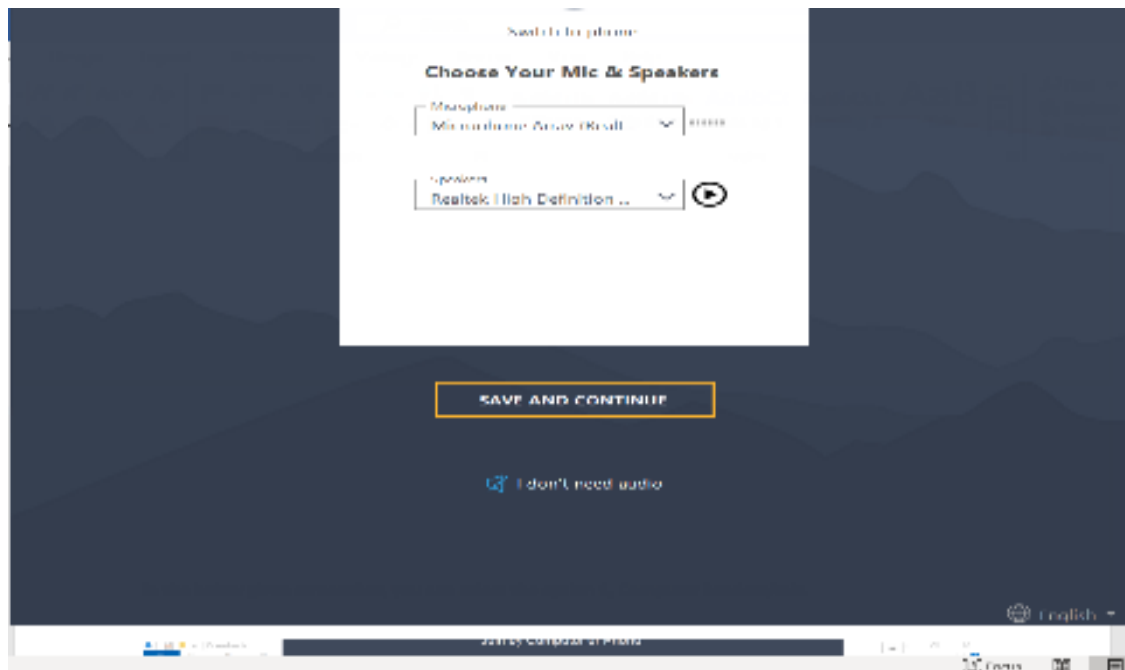 Switch to phone
Choose Your Mic & Speakers
Microphone
Microphone Array (Realt
Speakers
Realtek High Definition ...
SAVE AND CONTINUE
I don't need audio
English
Join by Computer or Phone
Focus